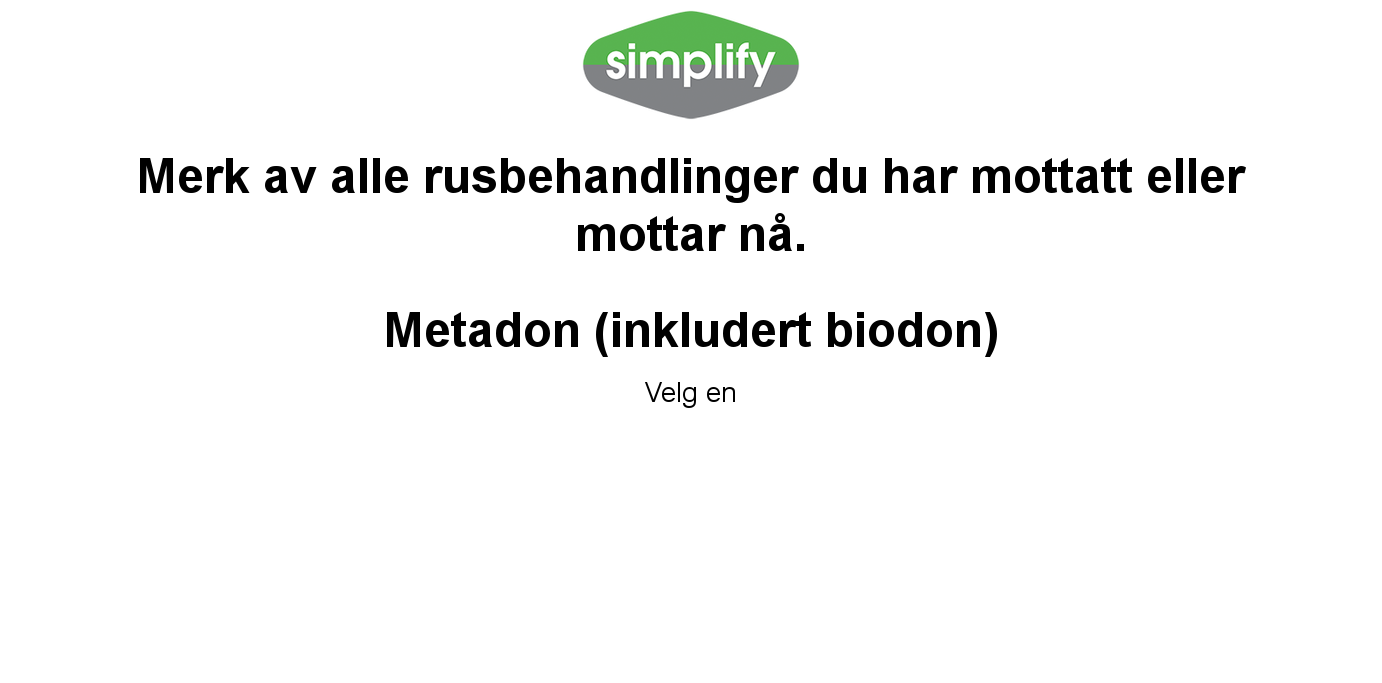 simplify
Merk av alle rusbehandlinger du har mottatt eller
mottar nå.
Metadon (inkludert biodon)
Velg en